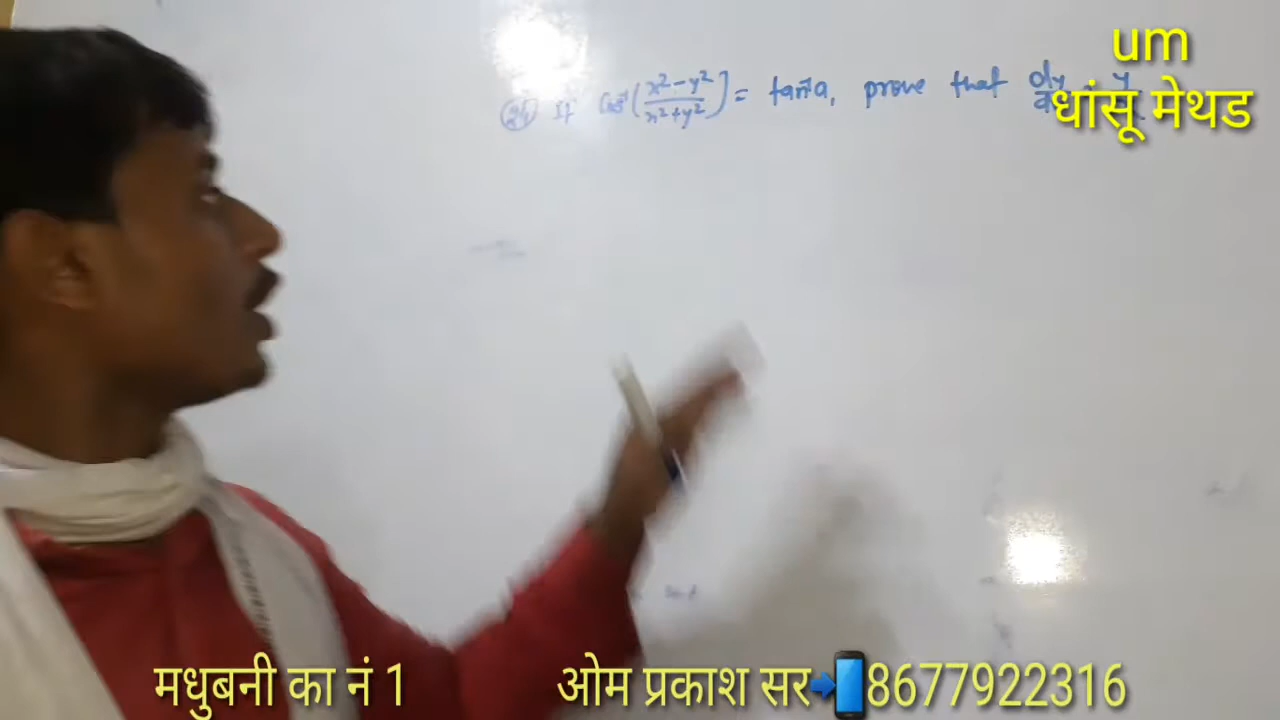 um
धांसू मेथड
If cos⁻¹(x²-y²/x²+y²) = tan⁻¹a, prove that dy y
मधुबनी का नं 1 ओम प्रकाश सर 8677922316